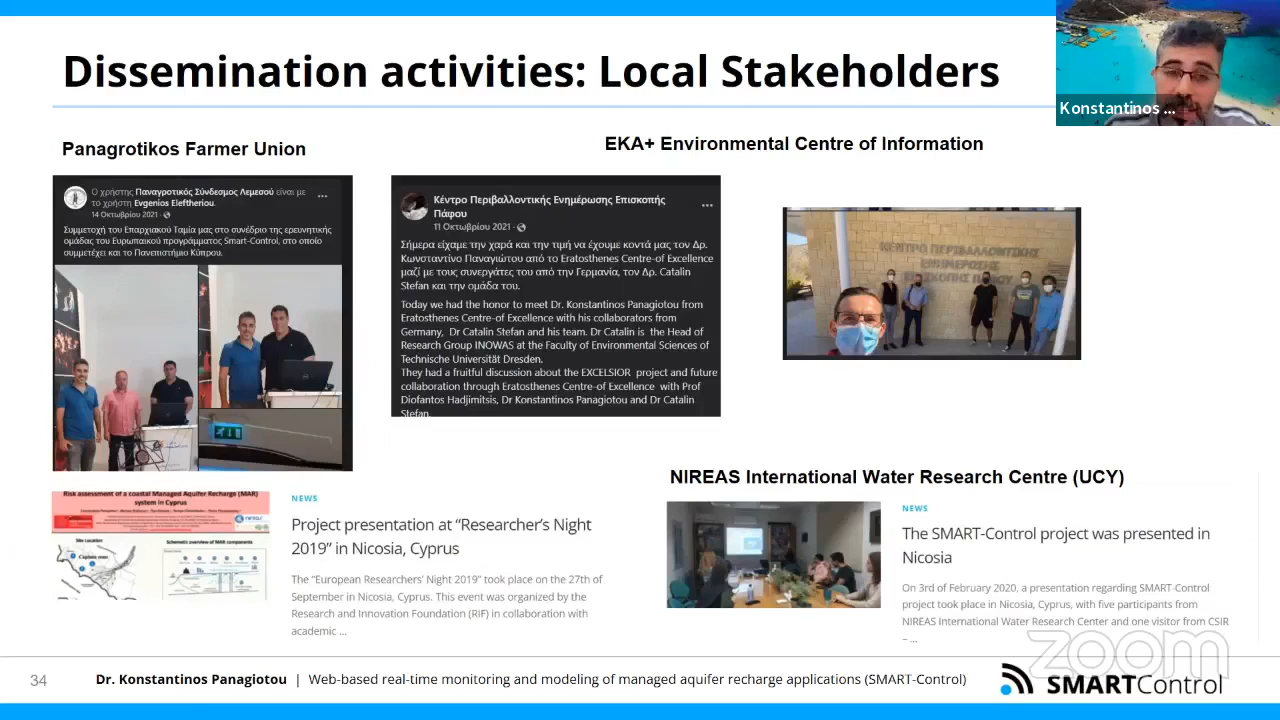 Dissemination activities: Local Stakeholders
Konstantinos ...
Panagrotikos Farmer Union
EKA+ Environmental Centre of Information
Ο χρήστης Παναγροτικός Σύνδεσμος Λεμεσού είναι με
το χρήστη Evgenios Eleftheriou.
14 Οκτωβρίου 2021 ·
Συμμετοχή του Επαρχιακού Ταμία μας στο συνέδριο της ερευνητικής
ομάδας του Ευρωπαικού προγράμματος Smart-Control, στο οποίο
συμμετέχει και το Πανεπιστήμιο Κύπρου.
Κέντρο Περιβαλλοντικής Ενημέρωσης Επισκοπής
Πάφου
11 Οκτωβρίου 2021 ·
Σήμερα είχαμε την χαρά και την τιμή να έχουμε κοντά μας τον Δρ.
Κωνσταντίνο Παναγιώτου από το Eratosthenes Centre-of Excellence
μαζί με τους συνεργάτες του από την Γερμανία, τον Δρ. Catalin
Stefan και την ομάδα του.
Today we had the honor to meet Dr. Konstantinos Panagiotou from
Eratosthenes Centre-of Excellence with his collaborators from
Germany, Dr Catalin Stefan and his team. Dr Catalin is the Head of
Research Group INOWAS at the Faculty of Environmental Sciences of
Technische Universität Dresden.
They had a fruitful discussion about the EXCELSIOR project and future
collaboration through Eratosthenes Centre-of Excellence with Prof
Diofantos Hadjimitsis, Dr Konstantinos Panagiotou and Dr Catalin
Stefan.
ΚΕΝΤΡΟ ΠΕΡΙΒΑΛΛΟΝΤΙΚΗΣ
ΕΝΗΜΕΡΩΣΗΣ
ΕΠΙΣΚΟΠΗΣ ΠΑΦΟΥ
Risk assessment of a coastal Managed Aquifer Recharge (MAR)
system in Cyprus
Site Location
Schematic overview of MAR components
NEWS
Project presentation at “Researcher’s Night
2019” in Nicosia, Cyprus
The “European Researchers’ Night 2019” took place on the 27th of
September in Nicosia, Cyprus. This event was organized by the
Research and Innovation Foundation (RIF) in collaboration with
academic ...
NIREAS International Water Research Centre (UCY)
NEWS
The SMART-Control project was presented in
Nicosia
On 3rd of February 2020, a presentation regarding SMART-Control
project took place in Nicosia, Cyprus, with five participants from
NIREAS International Water Research Center and one visitor from CSIR
– ...
zoom
34
Dr. Konstantinos Panagiotou | Web-based real-time monitoring and modeling of managed aquifer recharge applications (SMART-Control)
SMARTControl